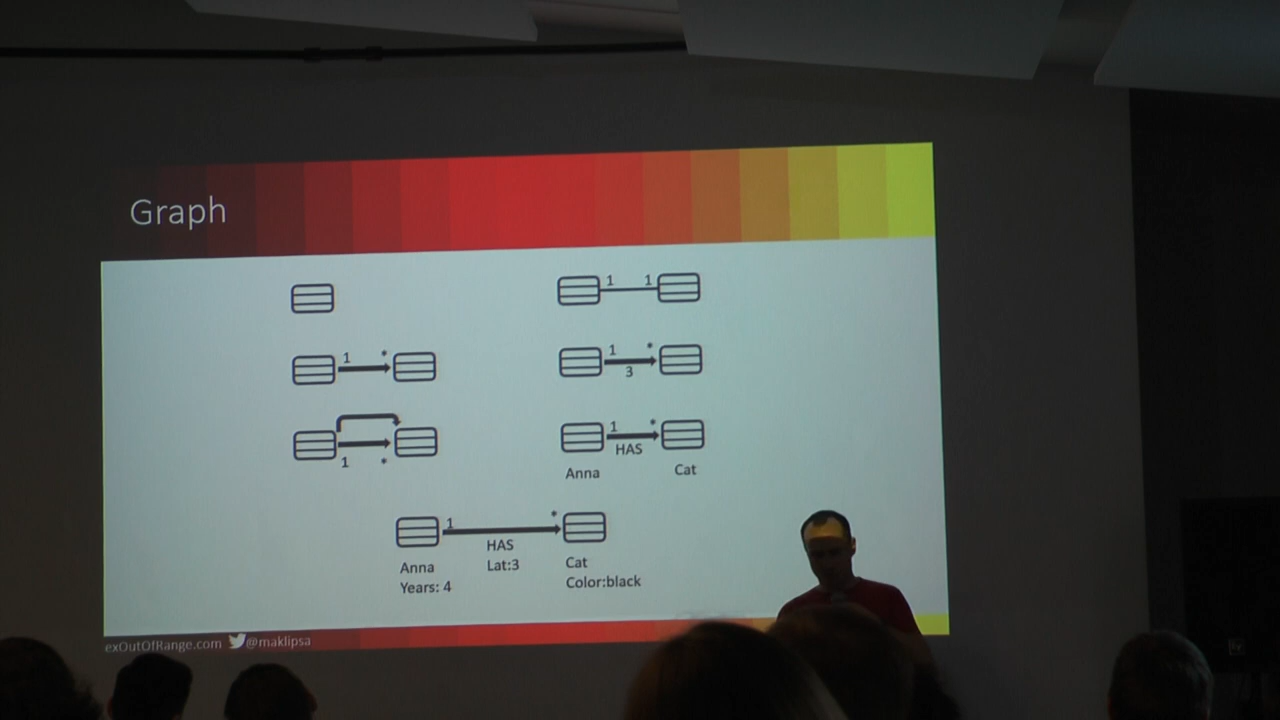 Graph
1 1
1 *
1 *
3
1 *
1 *
HAS
Anna Cat
1 *
HAS
Anna Lat:3 Cat
Years: 4 Color:black
exOutOfRange.com @maklipsa